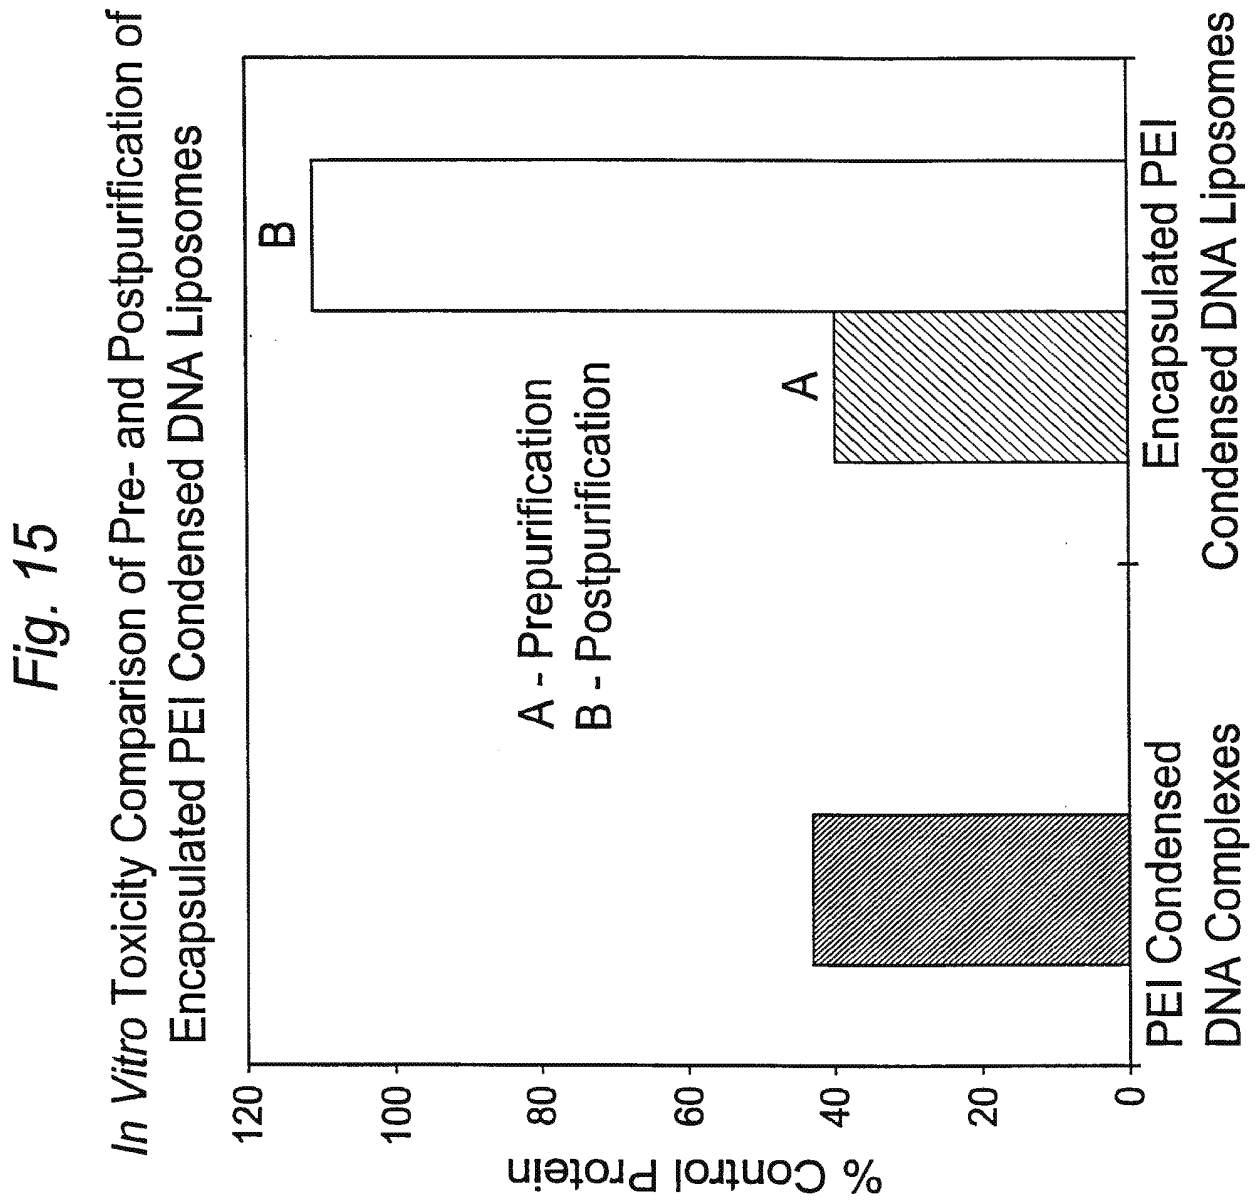 Fig. 15
In Vitro Toxicity Comparison of Pre- and Postpurification of
Encapsulated PEI Condensed DNA Liposomes
% Control Protein
120
100
80
60
40
20
0
A - Prepurification
B - Postpurification
A
B
PEI Condensed
DNA Complexes
Encapsulated PEI
Condensed DNA Liposomes